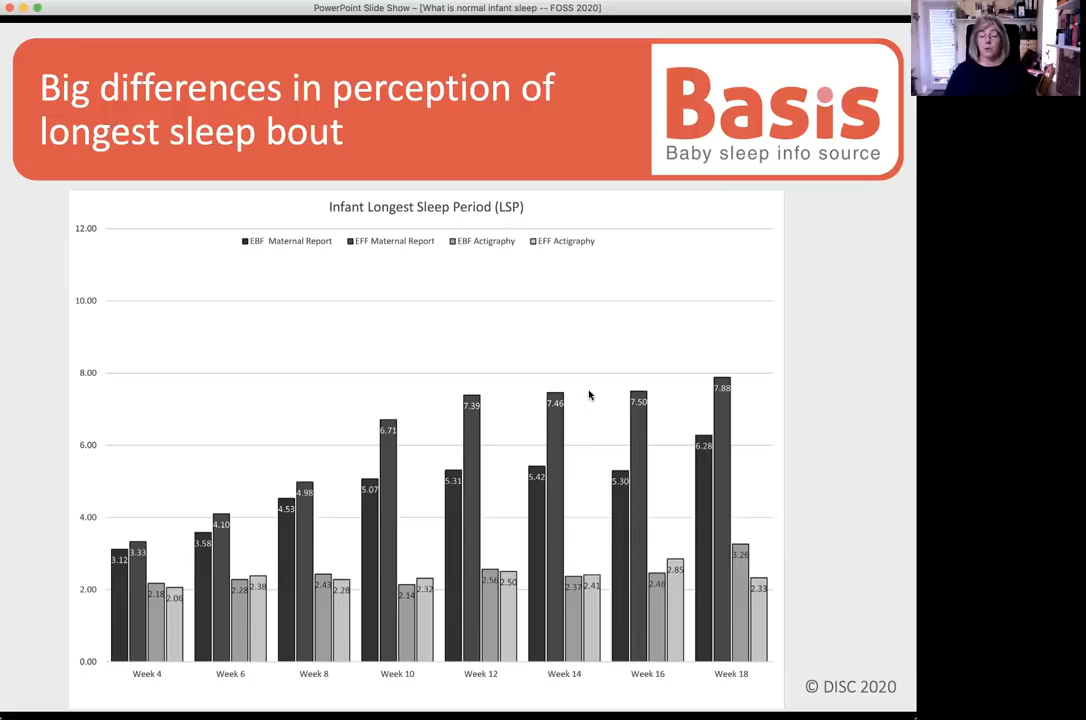 PowerPoint Slide Show – [What is normal infant sleep -- FOSS 2020]
Big differences in perception of
longest sleep bout
Basis
Baby sleep info source
Infant Longest Sleep Period (LSP)
EBF Maternal Report EFF Maternal Report EBF Actigraphy EFF Actigraphy
12.00
10.00
8.00
6.00
4.00
2.00
0.00
3.12 3.33 2.18 2.06
3.58 4.10 2.28 2.38
4.53 4.98 2.43 2.28
5.07 6.71 2.14 2.32
5.31 7.39 2.56 2.50
5.42 7.46 2.37 2.41
5.30 7.50 2.46 2.85
6.28 7.88 3.26 2.33
Week 4 Week 6 Week 8 Week 10 Week 12 Week 14 Week 16 Week 18
© DISC 2020